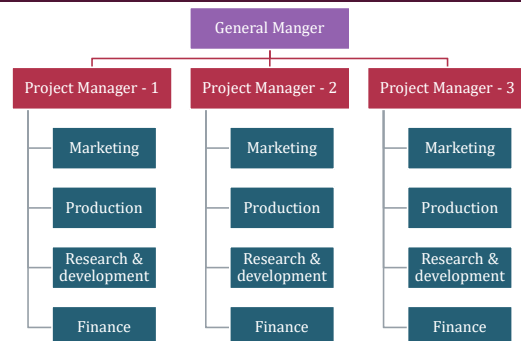 General Manger
Project Manager - 1
Project Manager - 2
Project Manager - 3
Marketing
Marketing
Marketing
Production
Production
Production
Research &
development
Research &
development
Research &
development
Finance
Finance
Finance